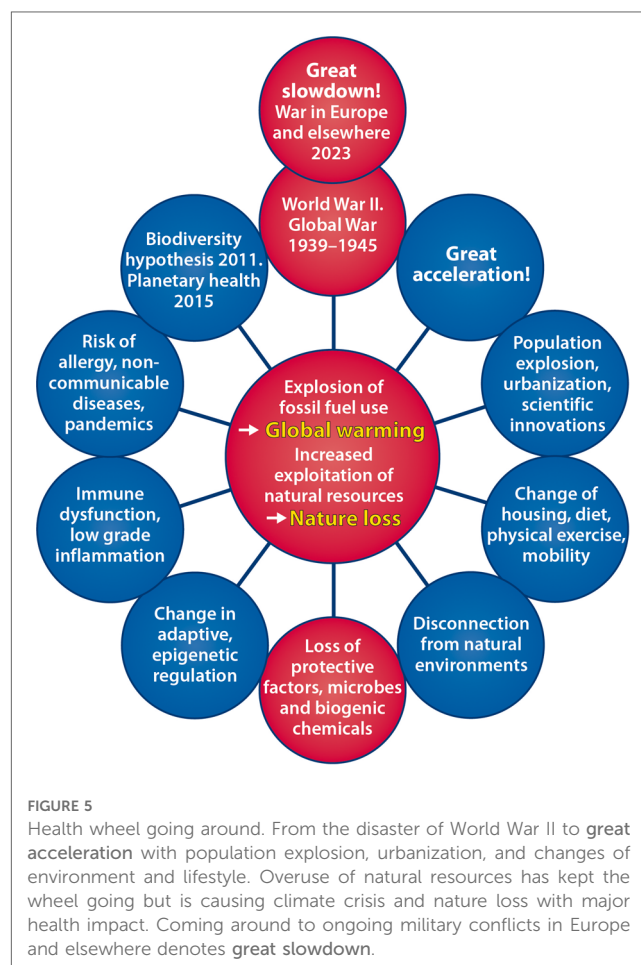 Great
slowdown!
War in Europe
and elsewhere
2023
World War II.
Global War
1939–1945
Great
acceleration!
Population
explosion,
urbanization,
scientific
innovations
Change of
housing, diet,
physical exercise,
mobility
Disconnection
from natural
environments
Loss of
protective
factors, microbes
and biogenic
chemicals
Change in
adaptive,
epigenetic
regulation
Immune
dysfunction,
low grade
inflammation
Risk of
allergy, non-
communicable
diseases,
pandemics
Biodiversity
hypothesis 2011.
Planetary health
2015
Explosion of
fossil fuel use
→ Global warming
Increased
exploitation of
natural resources
→ Nature loss
FIGURE 5
Health wheel going around. From the disaster of World War II to great
acceleration with population explosion, urbanization, and changes of
environment and lifestyle. Overuse of natural resources has kept the
wheel going but is causing climate crisis and nature loss with major
health impact. Coming around to ongoing military conflicts in Europe
and elsewhere denotes great slowdown.